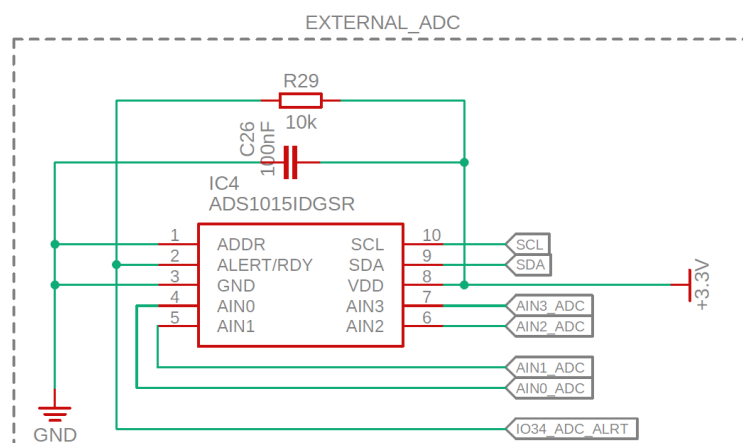 EXTERNAL_ADC
R29
10k
C26
100nF
IC4
ADS1015IDGSR
1 ADDR SCL 10 SCL
2 ALERT/RDY SDA 9 SDA
3 GND VDD 8
4 AIN0 AIN3 7 AIN3_ADC
5 AIN1 AIN2 6 AIN2_ADC
+3.3V
AIN1_ADC
AIN0_ADC
IO34_ADC_ALRT
GND